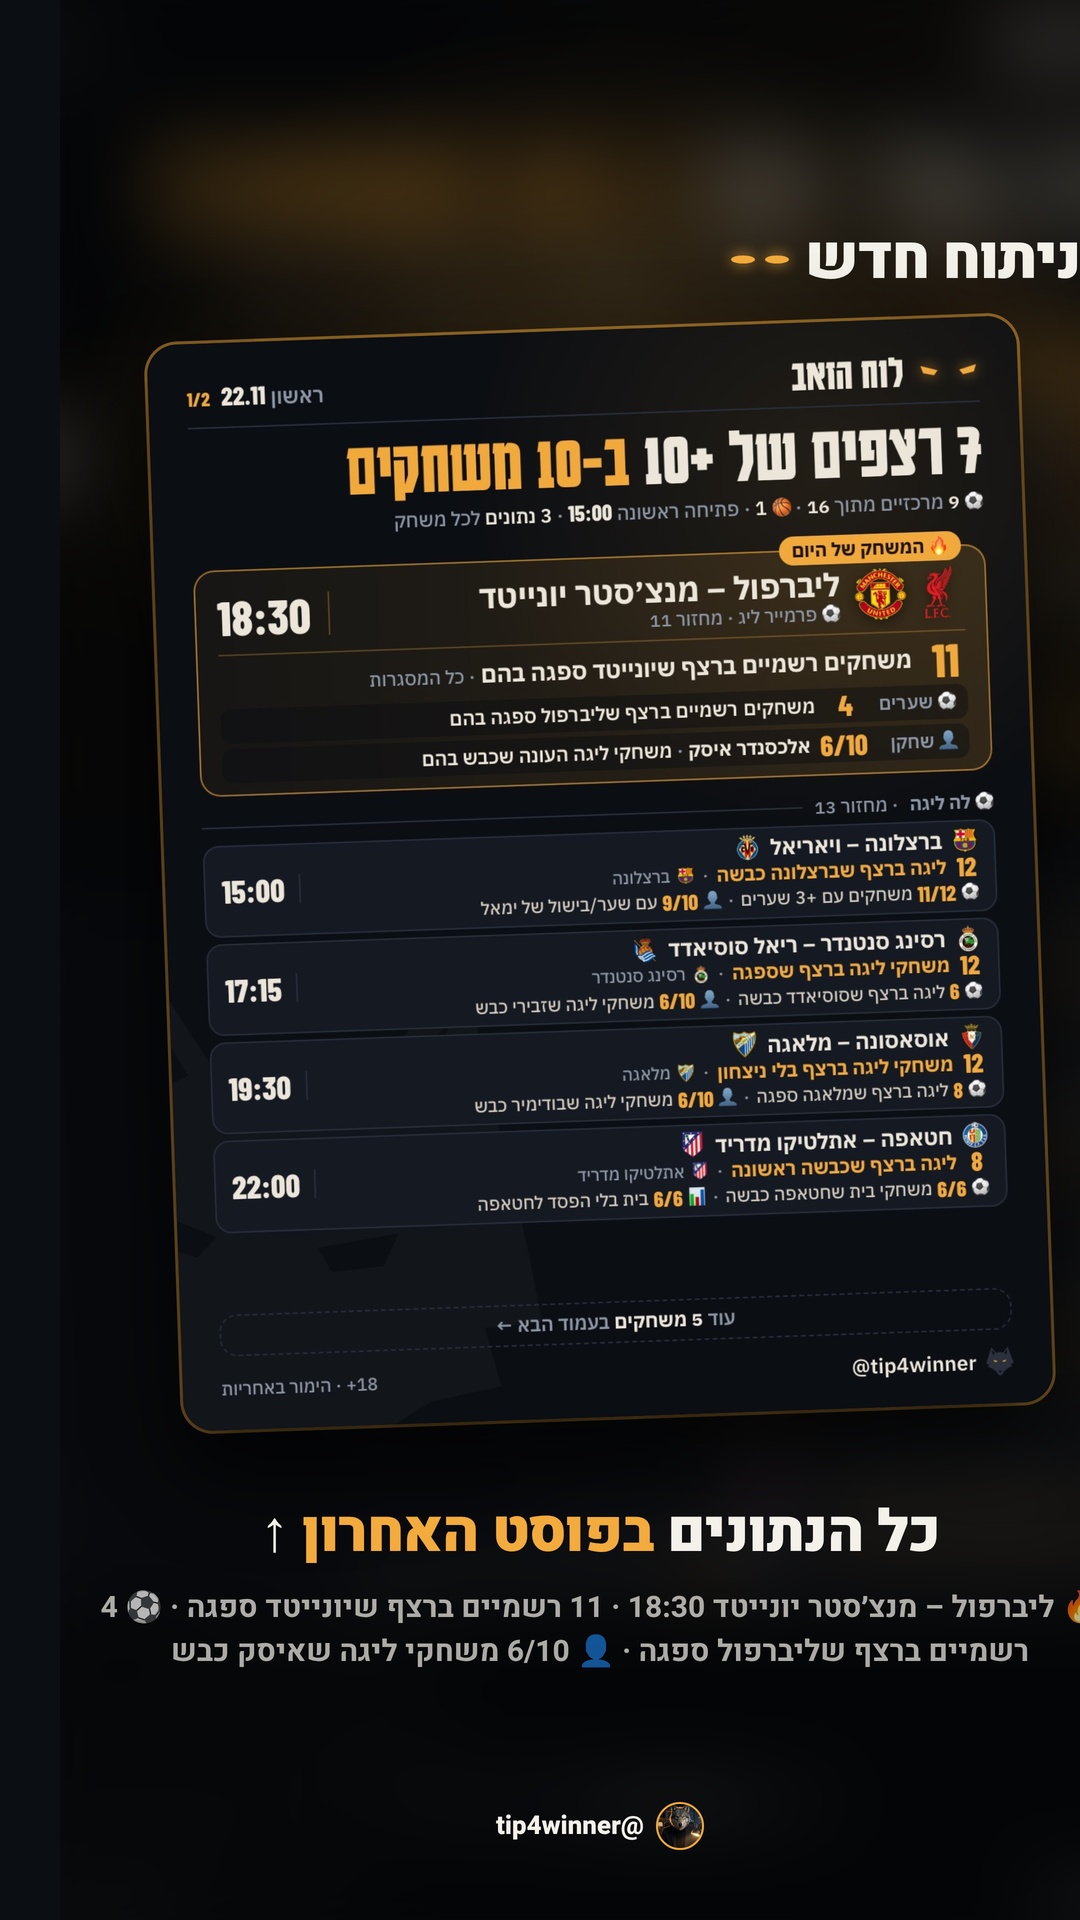 ניתוח חדש
לוח הזאב
ראשון 22.11 1/2
7 רצפים של +10 ב-10 משחקים
9 מרכזיים מתוך 16 · 1 · פתיחה ראשונה 15:00 · 3 נתונים לכל משחק
המשחק של היום
ליברפול – מנצ׳סטר יונייטד
18:30
פרמייר ליג · מחזור 11
MANCHESTER UNITED
LFC
11 משחקים רשמיים ברצף שיונייטד ספגה בהם · כל המסגרות
שערים 4 משחקים רשמיים ברצף שליברפול ספגה בהם
שחקן 6/10 אלכסנדר איסק · משחקי ליגה העונה שכבש בהם
לה ליגה · מחזור 13
ברצלונה – ויאריאל
15:00
12 ליגה ברצף שברצלונה כבשה · ברצלונה
11/12 משחקים עם +3 שערים · 9/10 עם שער/בישול של ימאל
רסינג סנטנדר – ריאל סוסיאדד
17:15
12 משחקי ליגה ברצף שספגה · רסינג סנטנדר
6 ליגה ברצף שסוסיאדד כבשה · 6/10 משחקי ליגה שזבירי כבש
אוסאסונה – מלאגה
19:30
12 משחקי ליגה ברצף בלי ניצחון · מלאגה
8 ליגה ברצף שמלאגה ספגה · 6/10 משחקי ליגה שבודימיר כבש
חטאפה – אתלטיקו מדריד
22:00
8 ליגה ברצף שכבשה ראשונה · אתלטיקו מדריד
6/6 משחקי בית שחטאפה כבשה · 6/6 בית בלי הפסד לחטאפה
עוד 5 משחקים בעמוד הבא ←
@tip4winner
18+ · הימור באחריות
כל הנתונים בפוסט האחרון ↑
ליברפול – מנצ׳סטר יונייטד 18:30 · 11 רשמיים ברצף שיונייטד ספגה · 4
רשמיים ברצף שליברפול ספגה · 6/10 משחקי ליגה שאיסק כבש
tip4winner@